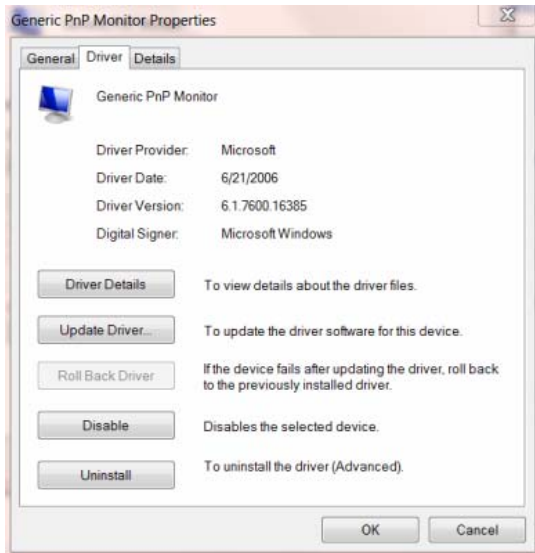 Generic PnP Monitor Properties
General Driver Details
Generic PnP Monitor
Driver Provider: Microsoft
Driver Date: 6/21/2006
Driver Version: 6.1.7600.16385
Digital Signer: Microsoft Windows
Driver Details To view details about the driver files.
Update Driver... To update the driver software for this device.
Roll Back Driver If the device fails after updating the driver, roll back
to the previously installed driver.
Disable Disables the selected device.
Uninstall To uninstall the driver (Advanced).
OK Cancel